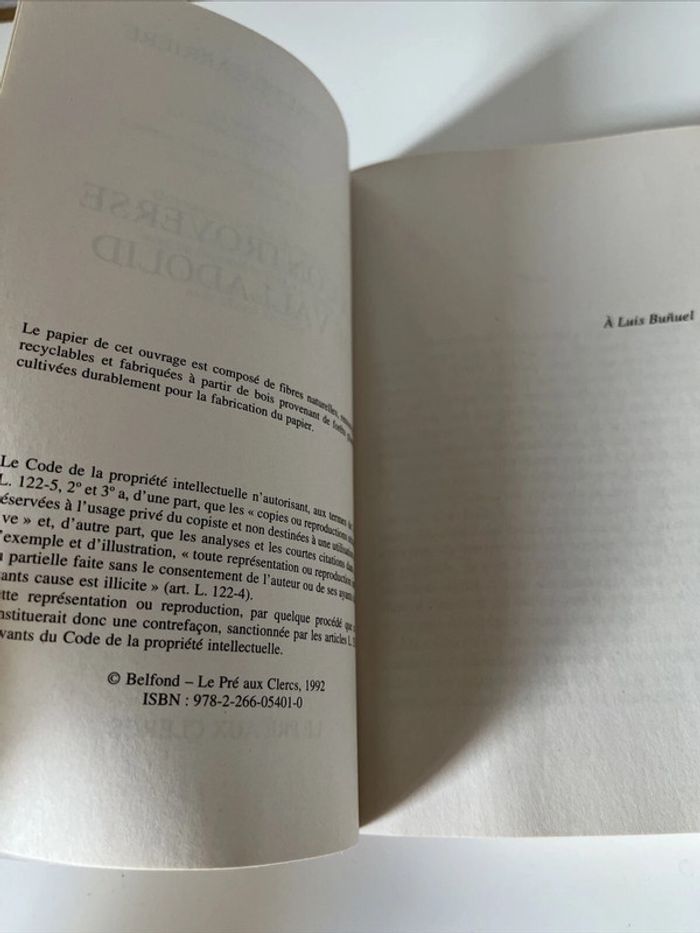 Le papier de cet ouvrage est composé de fibres naturelles,
recyclables et fabriquées à partir de bois provenant de forêts
cultivées durablement pour la fabrication du papier.
Le Code de la propriété intellectuelle n'autorisant, aux termes
L. 122-5, 2° et 3° a, d'une part, que les « copies ou reproductions
éservées à l'usage privé du copiste et non destinées à une utilisation
ve » et, d'autre part, que les analyses et les courtes citations
'exemple et d'illustration, « toute représentation ou reproduction
partielle faite sans le consentement de l'auteur ou de ses ayants
ants cause est illicite » (art. L. 122-4).
tte représentation ou reproduction, par quelque procédé que
nstituerait donc une contrefaçon, sanctionnée par les articles L.
vants du Code de la propriété intellectuelle.
© Belfond – Le Pré aux Clercs, 1992
ISBN : 978-2-266-05401-0
À Luis Buñuel